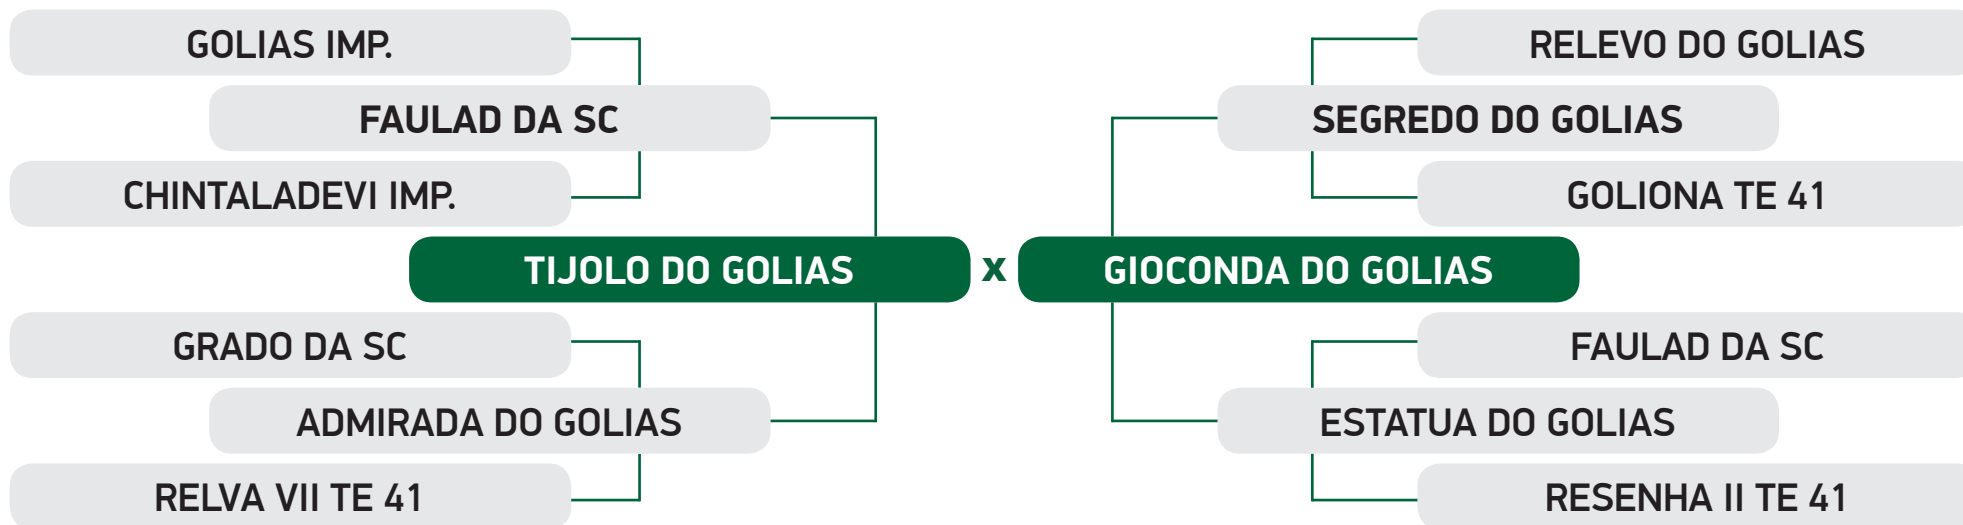 GOLIAS IMP.
RELEVO DO GOLIAS
FAULAD DA SC
SEGREDO DO GOLIAS
CHINTALADEVI IMP.
GOLIONA TE 41
TIJOLO DO GOLIAS x GIOCONDA DO GOLIAS
GRADO DA SC
FAULAD DA SC
ADMIRADA DO GOLIAS
ESTATUA DO GOLIAS
RELVA VII TE 41
RESENHA II TE 41